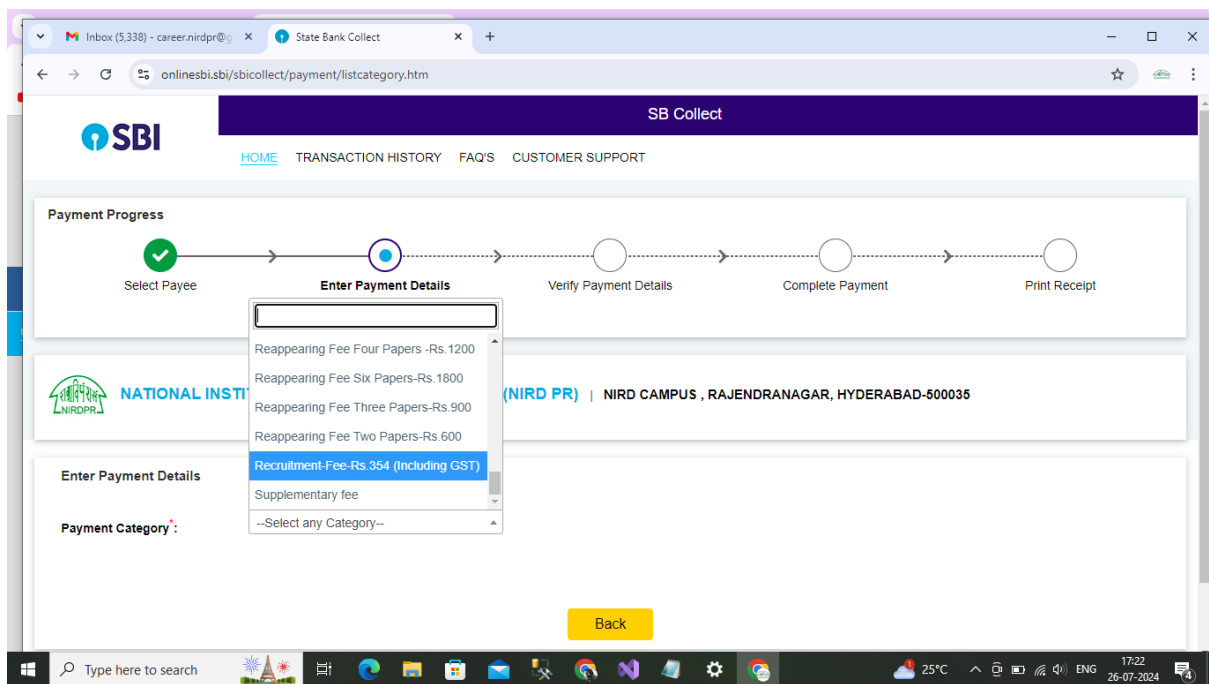 Inbox (5,338) - career.nirdpr@g
State Bank Collect
onlinesbi.sbi/sbicollect/payment/listcategory.htm
SBI
SB Collect
HOME TRANSACTION HISTORY FAQ'S CUSTOMER SUPPORT
Payment Progress
Select Payee
Enter Payment Details
Verify Payment Details
Complete Payment
Print Receipt
Reappearing Fee Four Papers -Rs.1200
Reappearing Fee Six Papers-Rs.1800
Reappearing Fee Three Papers-Rs.900
Reappearing Fee Two Papers-Rs.600
Recruitment-Fee-Rs.354 (Including GST)
Supplementary fee
--Select any Category--
NIRDPR
NATIONAL INSTI (NIRD PR) | NIRD CAMPUS , RAJENDRANAGAR, HYDERABAD-500035
Enter Payment Details
Payment Category*:
Back
Type here to search
25°C
ENG
17:22
26-07-2024
4